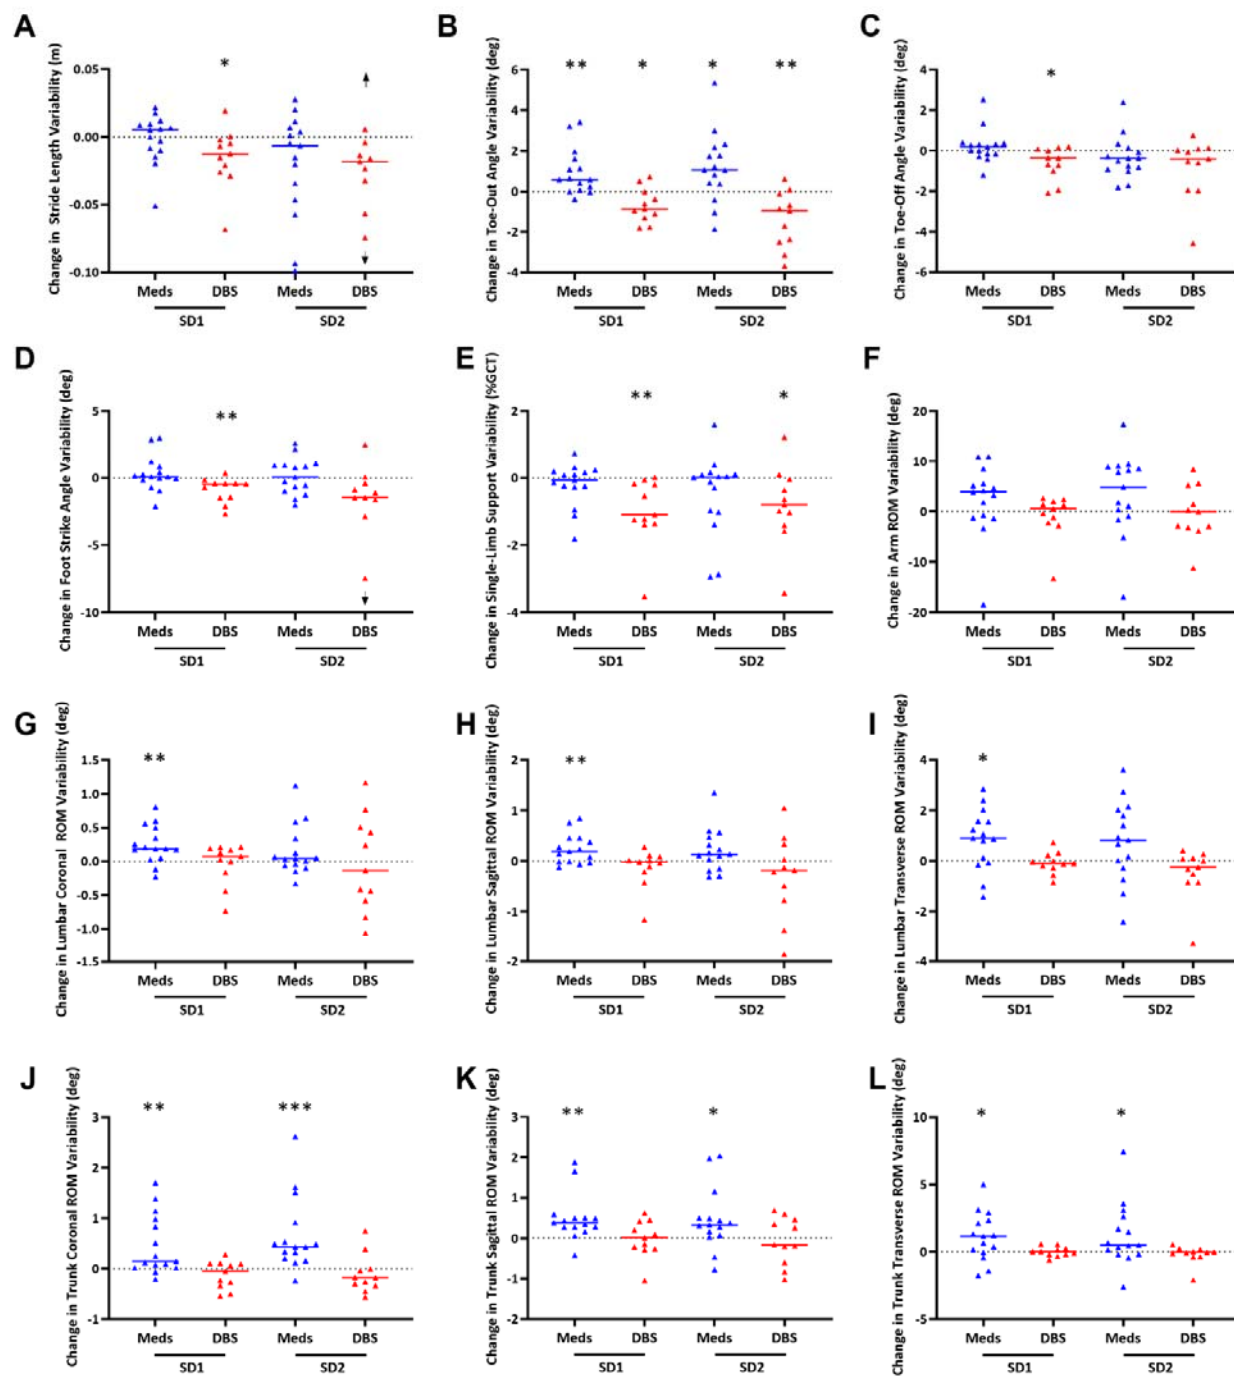 A
Change in Stride Length Variability (m)
0.05
0.00
-0.05
-0.10
*
Meds DBS Meds DBS
SD1 SD2
B
Change in Toe-Out Angle Variability (deg)
6
4
2
0
-2
-4
** * * **
Meds DBS Meds DBS
SD1 SD2
C
Change in Toe-Off Angle Variability (deg)
4
2
0
-2
-4
-6
*
Meds DBS Meds DBS
SD1 SD2
D
Change in Foot Strike Angle Variability (deg)
5
0
-5
-10
**
Meds DBS Meds DBS
SD1 SD2
E
Change in Single-Limb Support Variability (%GCT)
2
0
-2
-4
** *
Meds DBS Meds DBS
SD1 SD2
F
Change in Arm ROM Variability (deg)
20
10
0
-10
-20
Meds DBS Meds DBS
SD1 SD2
G
Change in Lumbar Coronal ROM Variability (deg)
1.5
1.0
0.5
0.0
-0.5
-1.0
-1.5
**
Meds DBS Meds DBS
SD1 SD2
H
Change in Lumbar Sagittal ROM Variability (deg)
2
1
0
-1
-2
**
Meds DBS Meds DBS
SD1 SD2
I
Change in Lumbar Transverse ROM Variability (deg)
4
2
0
-2
-4
*
Meds DBS Meds DBS
SD1 SD2
J
Change in Trunk Coronal ROM Variability (deg)
3
2
1
0
-1
** ***
Meds DBS Meds DBS
SD1 SD2
K
Change in Trunk Sagittal ROM Variability (deg)
3
2
1
0
-1
-2
** *
Meds DBS Meds DBS
SD1 SD2
L
Change in Trunk Transverse ROM Variability (deg)
10
5
0
-5
* *
Meds DBS Meds DBS
SD1 SD2